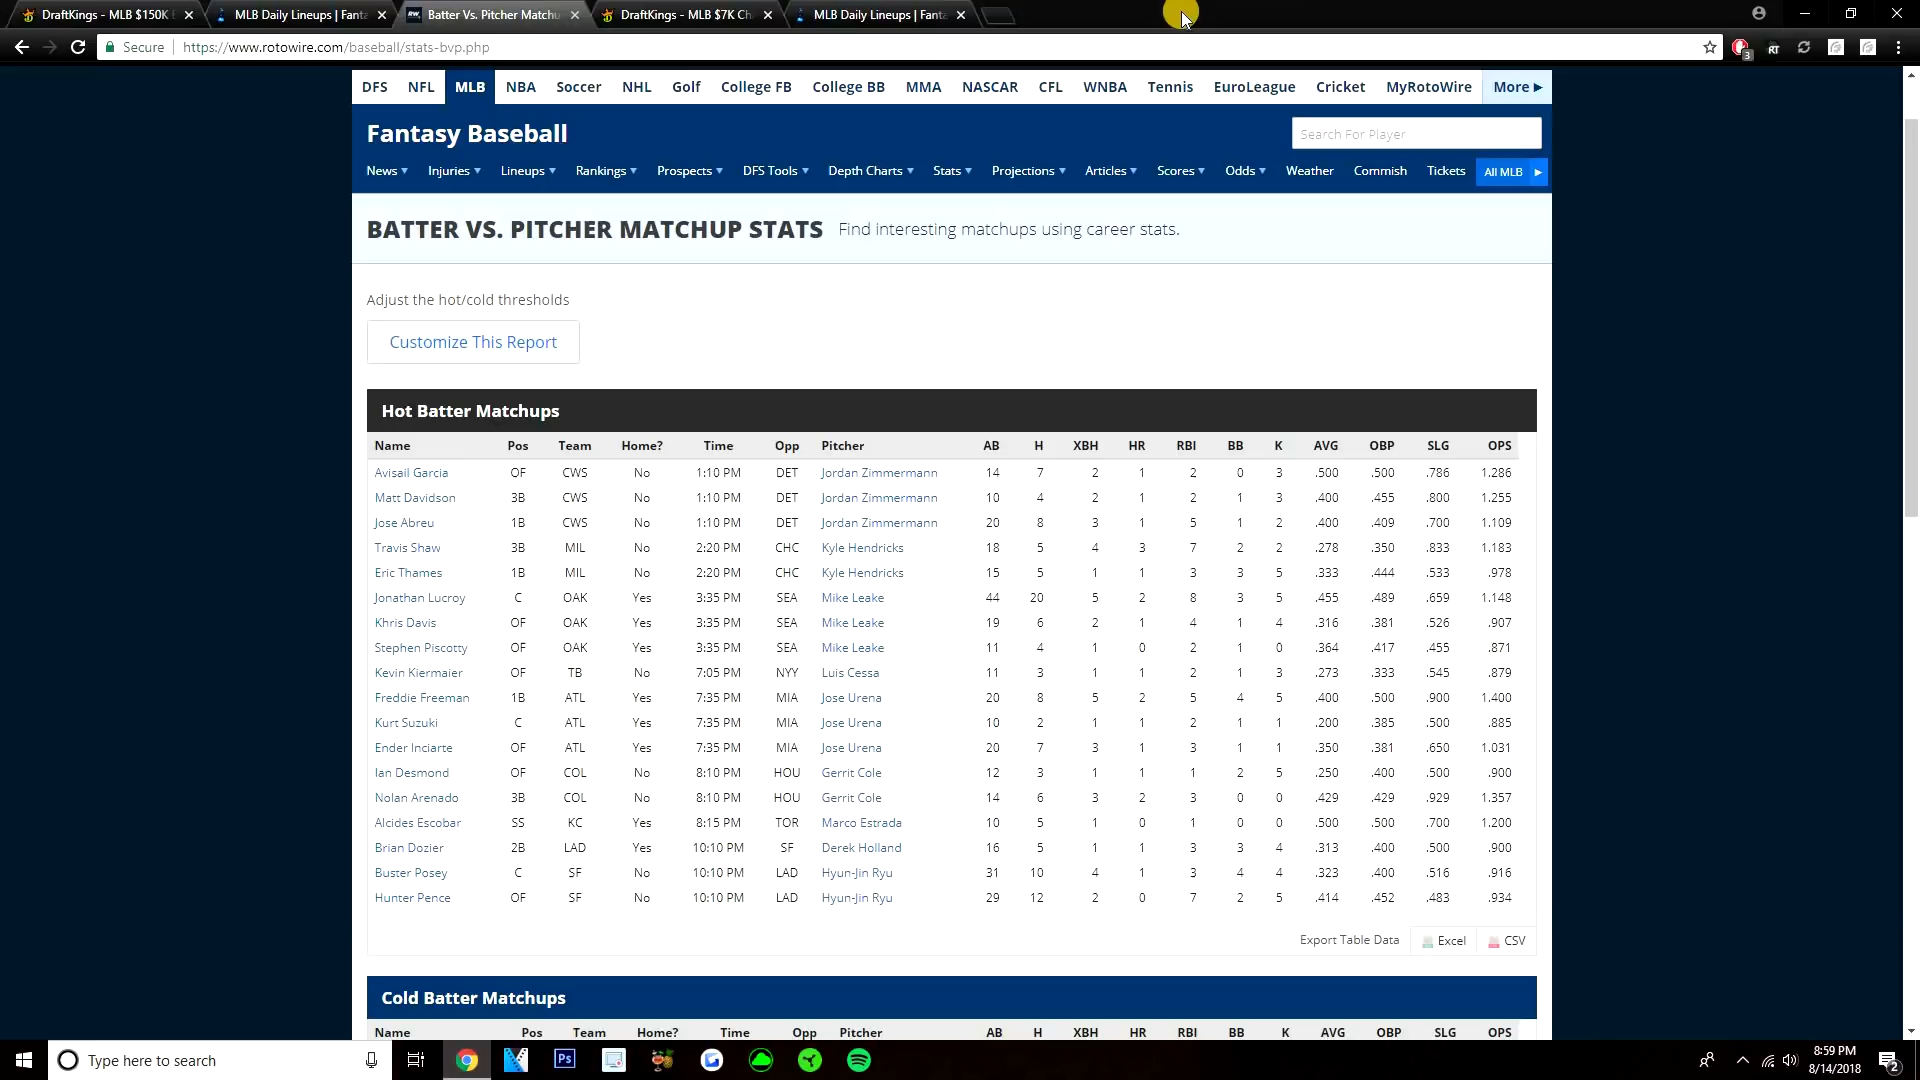 DraftKings - MLB $150K MLB Daily Lineups | Fanta Batter Vs. Pitcher Matchu DraftKings - MLB $7K Ch MLB Daily Lineups | Fanta
Secure https://www.rotowire.com/baseball/stats-bvp.php
DFS NFL MLB NBA Soccer NHL Golf College FB College BB MMA NASCAR CFL WNBA Tennis EuroLeague Cricket MyRotoWire More
Fantasy Baseball Search For Player
News Injuries Lineups Rankings Prospects DFS Tools Depth Charts Stats Projections Articles Scores Odds Weather Commish Tickets All MLB
BATTER VS. PITCHER MATCHUP STATS Find interesting matchups using career stats.
Adjust the hot/cold thresholds
Customize This Report
Hot Batter Matchups
Name Pos Team Home? Time Opp Pitcher AB H XBH HR RBI BB K AVG OBP SLG OPS
Avisail Garcia OF CWS No 1:10 PM DET Jordan Zimmermann 14 7 2 1 2 0 3 .500 .500 .786 1.286
Matt Davidson 3B CWS No 1:10 PM DET Jordan Zimmermann 10 4 2 1 2 1 3 .400 .455 .800 1.255
Jose Abreu 1B CWS No 1:10 PM DET Jordan Zimmermann 20 8 3 1 5 1 2 .400 .409 .700 1.109
Travis Shaw 3B MIL No 2:20 PM CHC Kyle Hendricks 18 5 4 3 7 2 2 .278 .350 .833 1.183
Eric Thames 1B MIL No 2:20 PM CHC Kyle Hendricks 15 5 1 1 3 3 5 .333 .444 .533 .978
Jonathan Lucroy C OAK Yes 3:35 PM SEA Mike Leake 44 20 5 2 8 3 5 .455 .489 .659 1.148
Khris Davis OF OAK Yes 3:35 PM SEA Mike Leake 19 6 2 1 4 1 4 .316 .381 .526 .907
Stephen Piscotty OF OAK Yes 3:35 PM SEA Mike Leake 11 4 1 0 2 1 0 .364 .417 .455 .871
Kevin Kiermaier OF TB No 7:05 PM NYY Luis Cessa 11 3 1 1 2 1 3 .273 .333 .545 .879
Freddie Freeman 1B ATL Yes 7:35 PM MIA Jose Urena 20 8 5 2 5 4 5 .400 .500 .900 1.400
Kurt Suzuki C ATL Yes 7:35 PM MIA Jose Urena 10 2 1 1 2 1 1 .200 .385 .500 .885
Ender Inciarte OF ATL Yes 7:35 PM MIA Jose Urena 20 7 3 1 3 1 1 .350 .381 .650 1.031
Ian Desmond OF COL No 8:10 PM HOU Gerrit Cole 12 3 1 1 1 2 5 .250 .400 .500 .900
Nolan Arenado 3B COL No 8:10 PM HOU Gerrit Cole 14 6 3 2 3 0 0 .429 .429 .929 1.357
Alcides Escobar SS KC Yes 8:15 PM TOR Marco Estrada 10 5 1 0 1 0 0 .500 .500 .700 1.200
Brian Dozier 2B LAD Yes 10:10 PM SF Derek Holland 16 5 1 1 3 3 4 .313 .400 .500 .900
Buster Posey C SF No 10:10 PM LAD Hyun-Jin Ryu 31 10 4 1 3 4 4 .323 .400 .516 .916
Hunter Pence OF SF No 10:10 PM LAD Hyun-Jin Ryu 29 12 2 0 7 2 5 .414 .452 .483 .934
Export Table Data Excel CSV
Cold Batter Matchups
Name Pos Team Home? Time Opp Pitcher AB H XBH HR RBI BB K AVG OBP SLG OPS
Type here to search
8:59 PM
8/14/2018